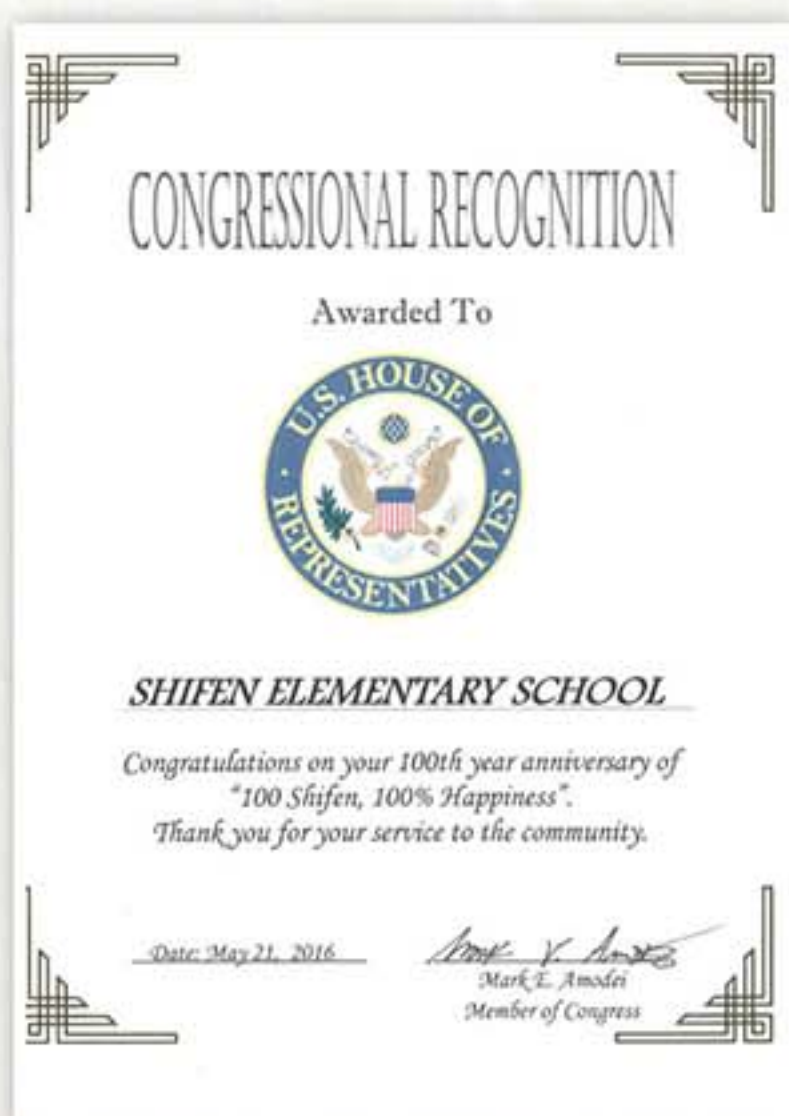 CONGRESSIONAL RECOGNITION
Awarded To
U.S. HOUSE OF
REPRESENTATIVES
SHIFEN ELEMENTARY SCHOOL
Congratulations on your 100th year anniversary of
"100 Shifen, 100% Happiness".
Thank you for your service to the community.
Date: May 21, 2016
Mark E. Amodei
Member of Congress